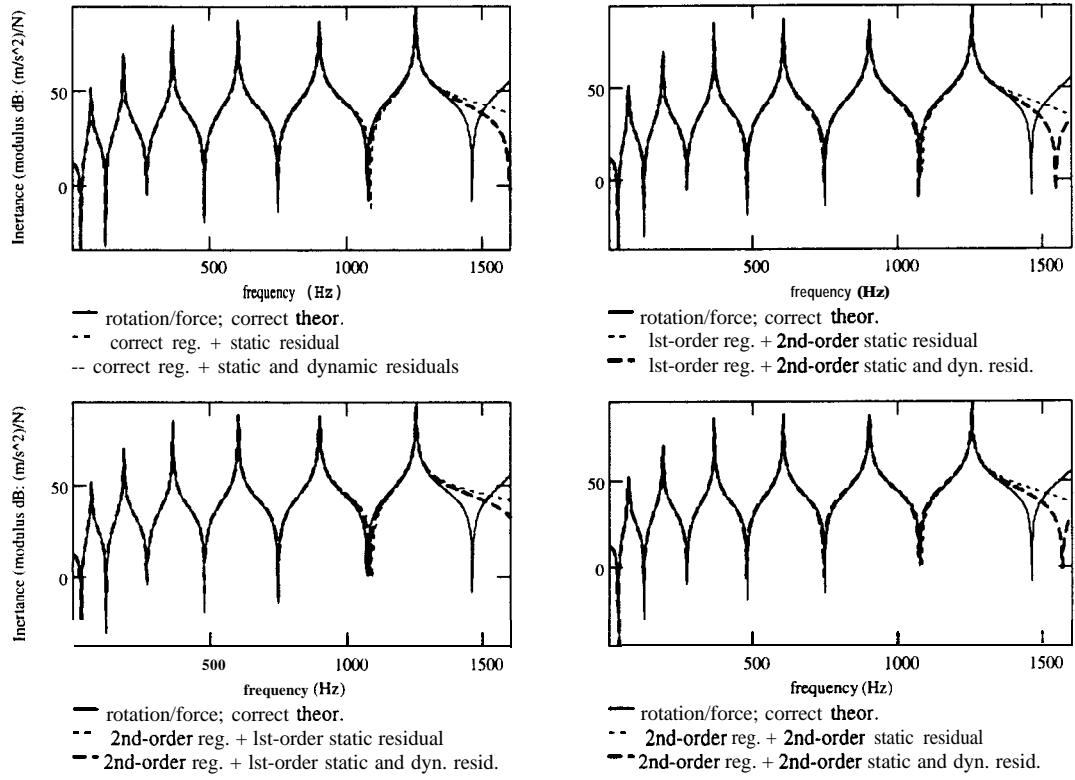 Inertance (modulus dB: (m/s^2)/N)
50
0
500 1000 1500
frequency (Hz)
rotation/force; correct theor.
correct reg. + static residual
-- correct reg. + static and dynamic residuals
50
0
500 1000 1500
frequency (Hz)
rotation/force; correct theor.
lst-order reg. + 2nd-order static residual
lst-order reg. + 2nd-order static and dyn. resid.
Inertance (modulus dB: (m/s^2)/N)
50
0
500 1000 1500
frequency (Hz)
rotation/force; correct theor.
2nd-order reg. + lst-order static residual
2nd-order reg. + lst-order static and dyn. resid.
50
0
500 1000 1500
frequency (Hz)
rotation/force; correct theor.
2nd-order reg. + 2nd-order static residual
2nd-order reg. + 2nd-order static and dyn. resid.